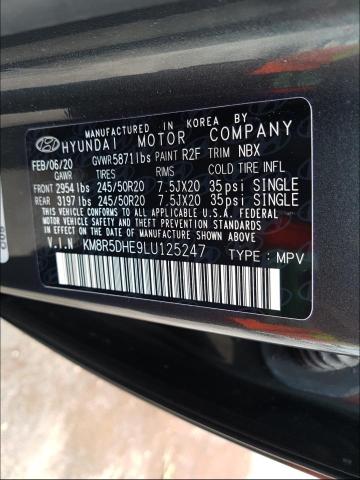 MANUFACTURED IN KOREA BY
HYUNDAI MOTOR COMPANY
FEB/06/20 GVWR 5871lbs PAINT R2F TRIM NBX
GAWR TIRES RIMS COLD TIRE INFL
FRONT 2954lbs 245/50R20 7.5JX20 35psi SINGLE
REAR 3197lbs 245/50R20 7.5JX20 35psi SINGLE
THIS VEHICLE CONFORMS TO ALL APPLICABLE U.S.A. FEDERAL
MOTOR VEHICLE SAFETY, BUMPER, AND THEFT PREVENTION
STANDARDS IN EFFECT ON THE DATE OF MANUFACTURE
SHOWN ABOVE.
V.I.N KM8R5DHE9LU125247 TYPE : MPV